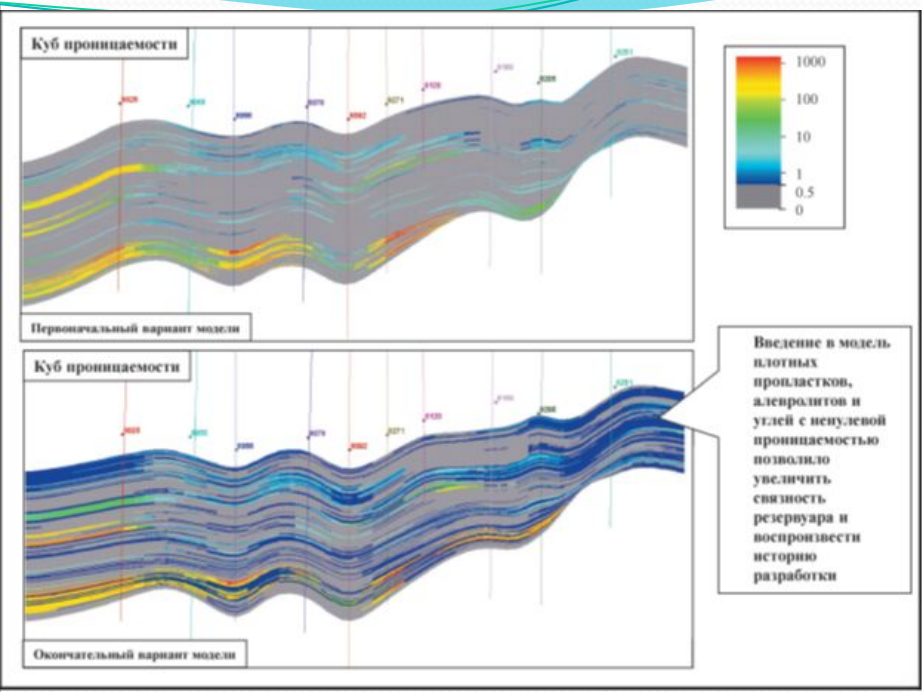 Куб проницаемости
Первоначальный вариант модели
1000
100
10
1
0.5
0
Куб проницаемости
Окончательный вариант модели
Введение в модель
плотных
пропластков,
алевролитов и
углей с ненулевой
проницаемостью
позволило
увеличить
связность
резервуара и
воспроизвести
историю
разработки